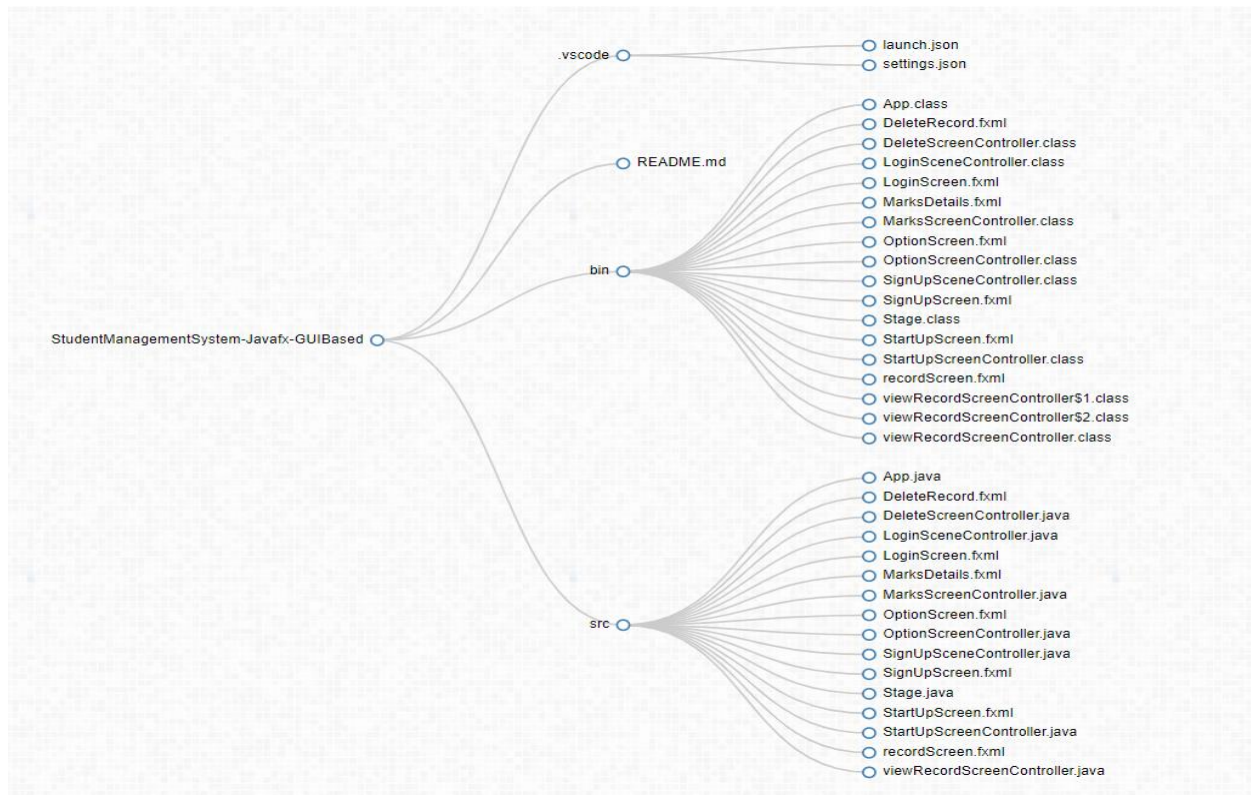 StudentManagementSystem-Javafx-GUIBased
.vscode
launch.json
settings.json
README.md
bin
App.class
DeleteRecord.fxml
DeleteScreenController.class
LoginSceneController.class
LoginScreen.fxml
MarksDetails.fxml
MarksScreenController.class
OptionScreen.fxml
OptionScreenController.class
SignUpSceneController.class
SignUpScreen.fxml
Stage.class
StartUpScreen.fxml
StartUpScreenController.class
recordScreen.fxml
viewRecordScreenController$1.class
viewRecordScreenController$2.class
viewRecordScreenController.class
src
App.java
DeleteRecord.fxml
DeleteScreenController.java
LoginSceneController.java
LoginScreen.fxml
MarksDetails.fxml
MarksScreenController.java
OptionScreen.fxml
OptionScreenController.java
SignUpSceneController.java
SignUpScreen.fxml
Stage.java
StartUpScreen.fxml
StartUpScreenController.java
recordScreen.fxml
viewRecordScreenController.java